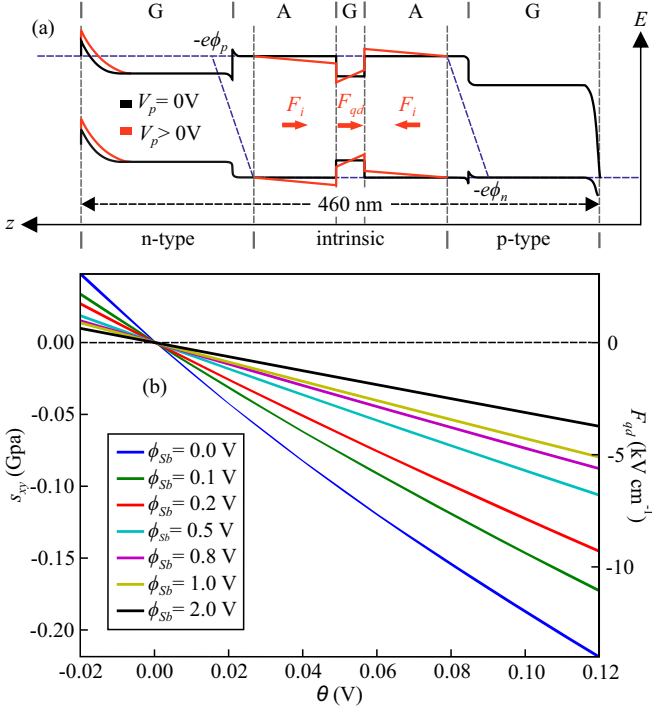 G A G A G
(a)
E
-eϕp
Vp= 0V
Vp> 0V
Fi Fqd Fi
-eϕn
460 nm
z
n-type intrinsic p-type
0.00 0
-0.05
-0.10
-0.15
-0.20
-5
-10
sxy (Gpa)
Fqd (kV cm-1)
(b)
ϕSb= 0.0 V
ϕSb= 0.1 V
ϕSb= 0.2 V
ϕSb= 0.5 V
ϕSb= 0.8 V
ϕSb= 1.0 V
ϕSb= 2.0 V
-0.02 0.00 0.02 0.04 0.06 0.08 0.10 0.12
θ (V)